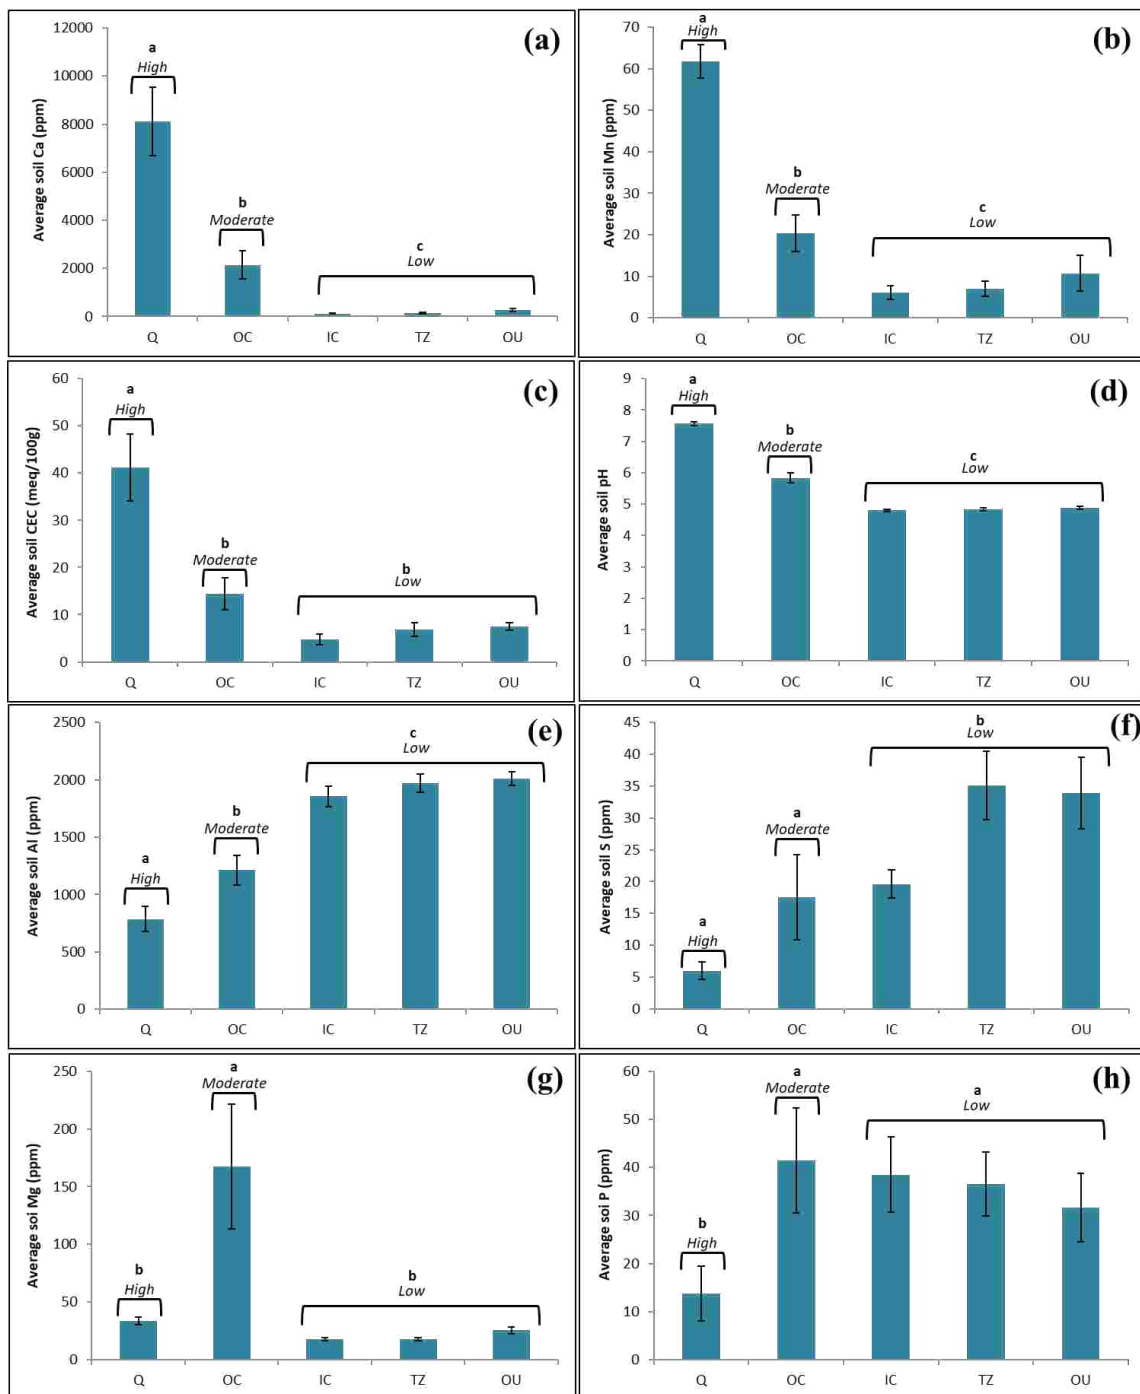 (a)
Average soil Ca (ppm)
12000
10000
8000
6000
4000
2000
0
a
High
b
Moderate
c
Low
Q OC IC TZ OU
(b)
Average soil Mn (ppm)
70
60
50
40
30
20
10
0
a
High
b
Moderate
c
Low
Q OC IC TZ OU
(c)
Average soil CEC (meq/100g)
60
50
40
30
20
10
0
a
High
b
Moderate
b
Low
Q OC IC TZ OU
(d)
Average soil pH
9
8
7
6
5
4
3
2
1
0
a
High
b
Moderate
c
Low
Q OC IC TZ OU
(e)
Average soil Al (ppm)
2500
2000
1500
1000
500
0
a
High
b
Moderate
c
Low
Q OC IC TZ OU
(f)
Average soil S (ppm)
45
40
35
30
25
20
15
10
5
0
a
High
a
Moderate
b
Low
Q OC IC TZ OU
(g)
Average soi Mg (ppm)
250
200
150
100
50
0
b
High
a
Moderate
b
Low
Q OC IC TZ OU
(h)
Average soi P (ppm)
60
50
40
30
20
10
0
b
High
a
Moderate
a
Low
Q OC IC TZ OU